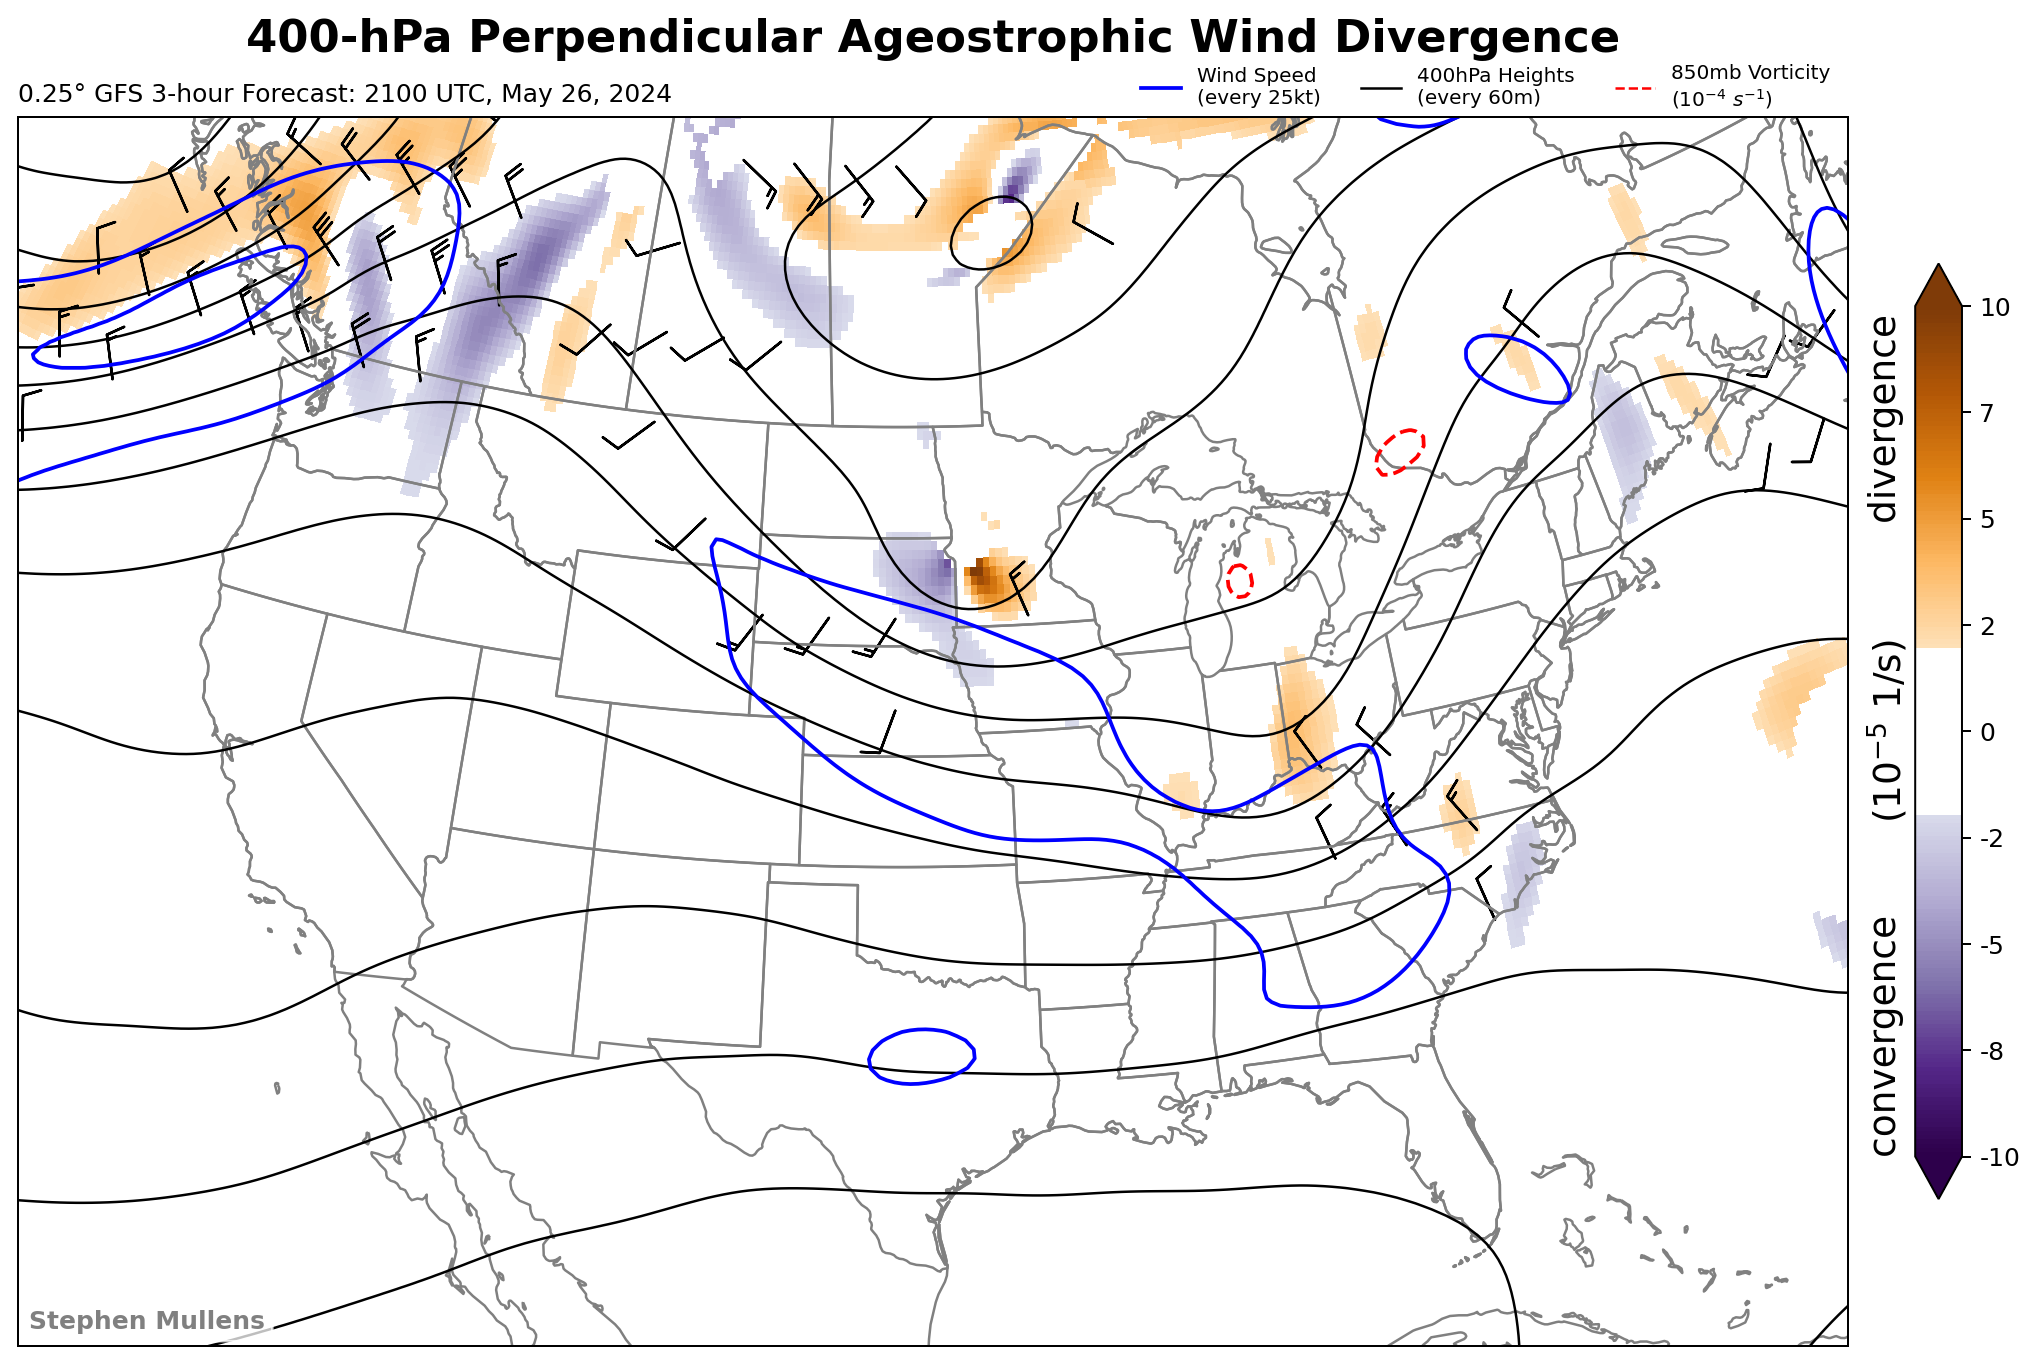 400-hPa Perpendicular Ageostrophic Wind Divergence
0.25° GFS 3-hour Forecast: 2100 UTC, May 26, 2024
Wind Speed
(every 25kt)
400hPa Heights
(every 60m)
850mb Vorticity
(10⁻⁴ s⁻¹)
10
7
5
2
0
-2
-5
-8
-10
convergence (10⁻⁵ 1/s) divergence
Stephen Mullens